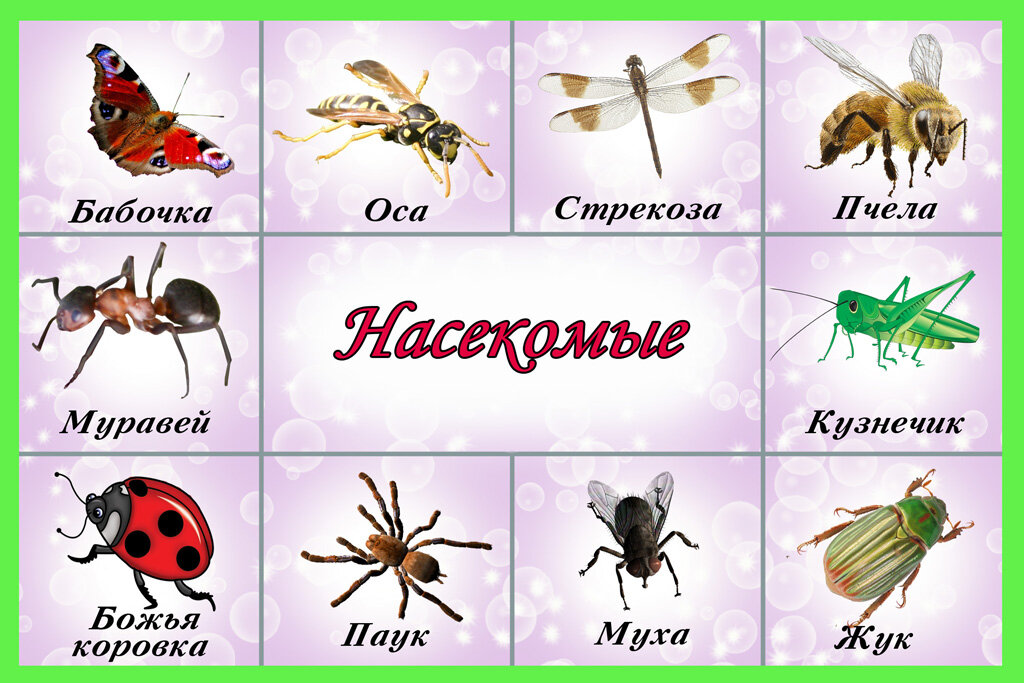 Бабочка
Оса
Стрекоза
Пчела
Муравей
Насекомые
Кузнечик
Божья
коровка
Паук
Муха
Жук